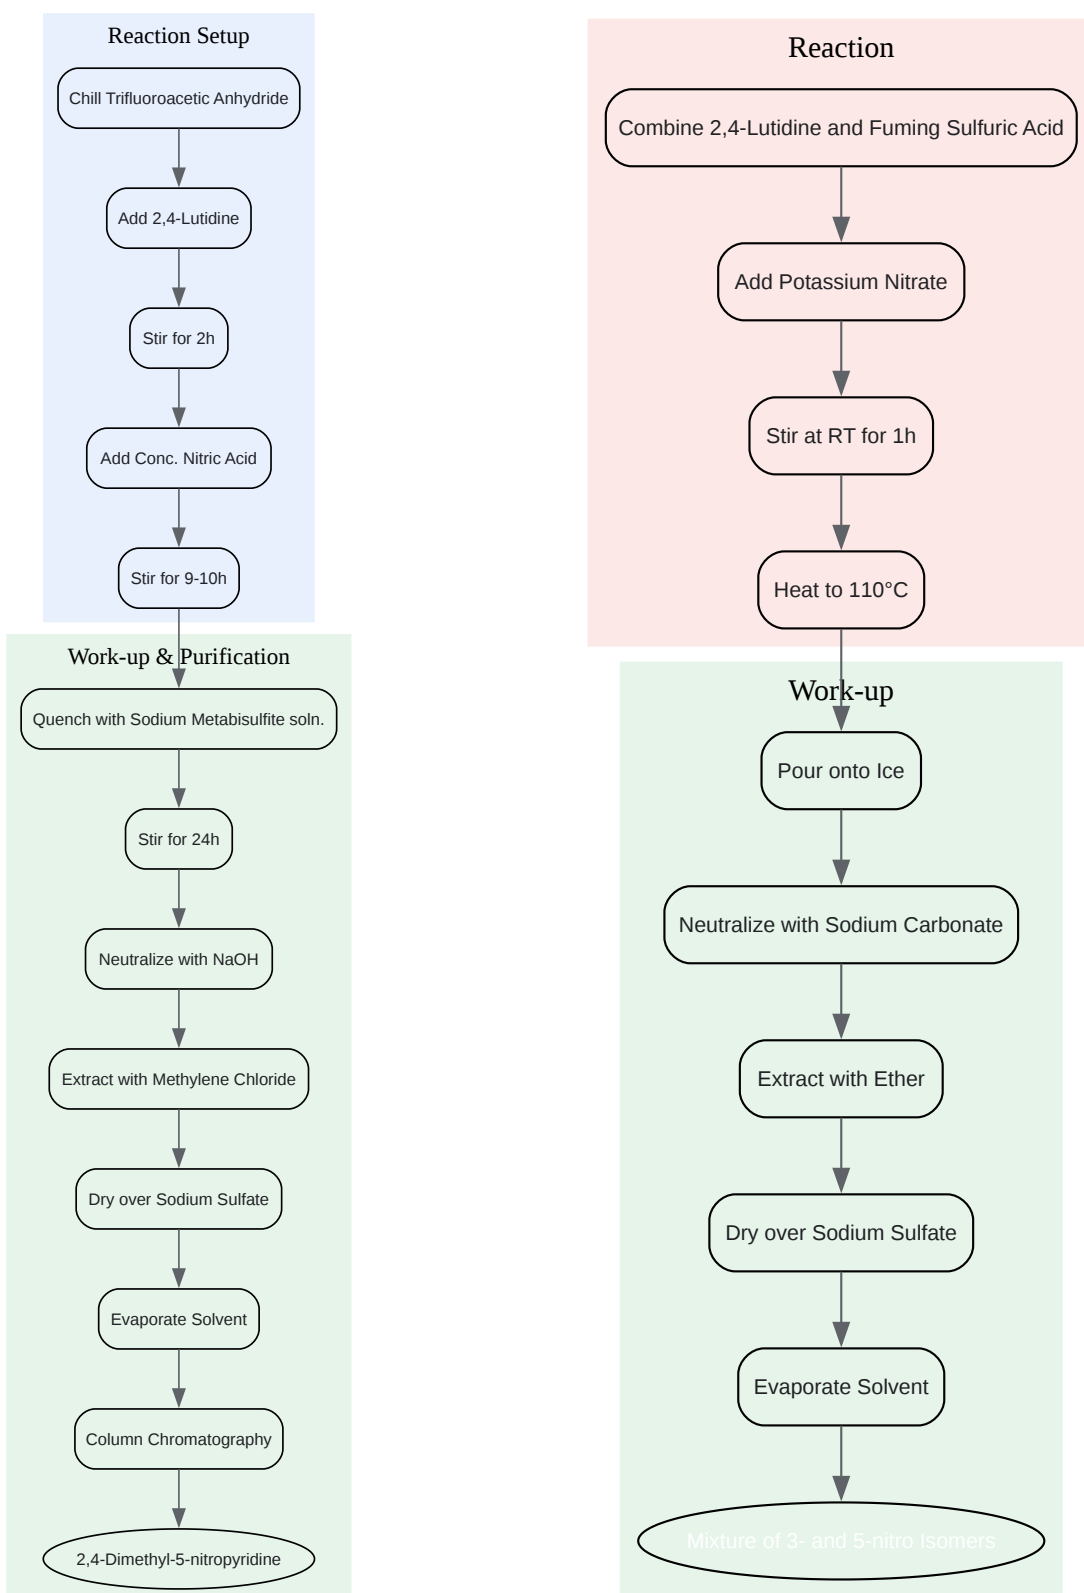 Reaction Setup
Chill Trifluoroacetic Anhydride
Add 2,4-Lutidine
Stir for 2h
Add Conc. Nitric Acid
Stir for 9-10h
Work-up & Purification
Quench with Sodium Metabisulfite soln.
Stir for 24h
Neutralize with NaOH
Extract with Methylene Chloride
Dry over Sodium Sulfate
Evaporate Solvent
Column Chromatography
2,4-Dimethyl-5-nitropyridine
Reaction
Combine 2,4-Lutidine and Fuming Sulfuric Acid
Add Potassium Nitrate
Stir at RT for 1h
Heat to 110°C
Work-up
Pour onto Ice
Neutralize with Sodium Carbonate
Extract with Ether
Dry over Sodium Sulfate
Evaporate Solvent
Mixture of 3- and 5-nitro Isomers